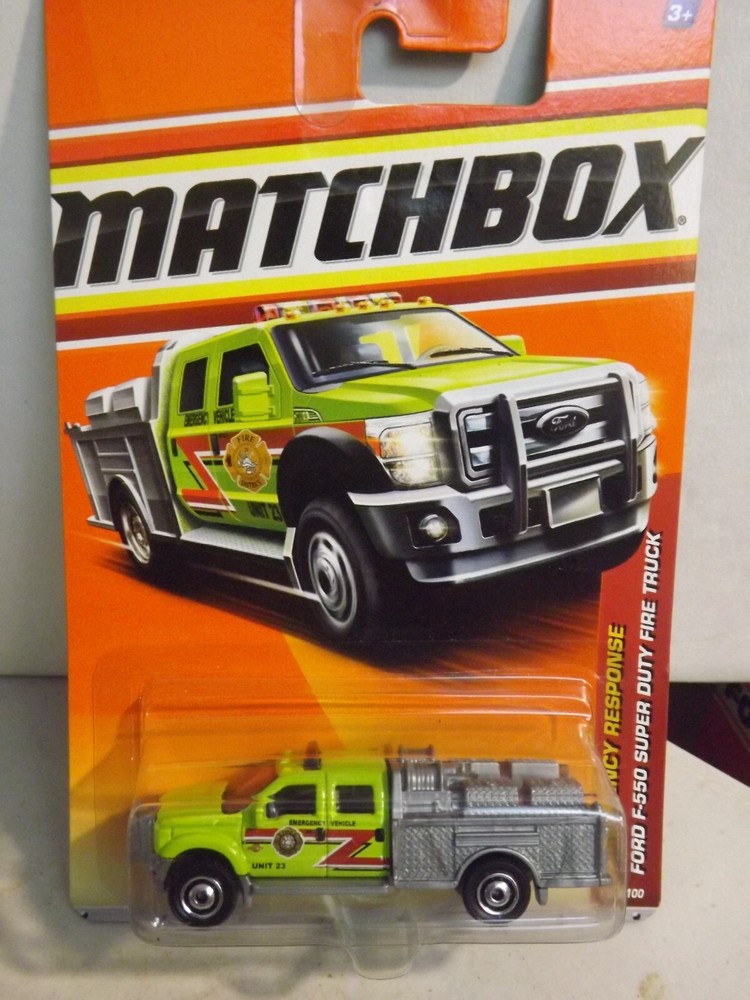 3+
MATCHBOX®
Ford
EMERGENCY VEHICLE
FIRE
UNIT 23
NCY RESPONSE
FORD F-550 SUPER DUTY FIRE TRUCK
EMERGENCY VEHICLE
UNIT 23
100